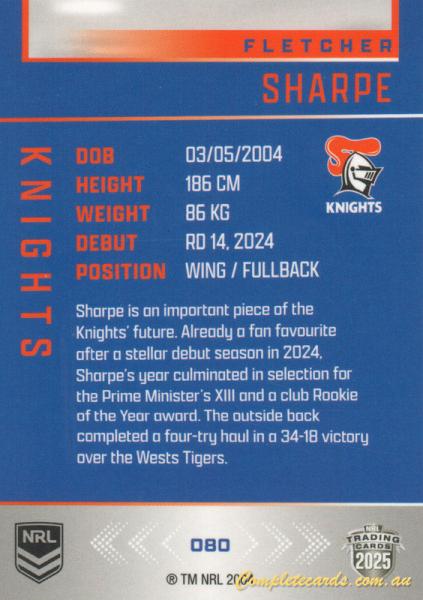 FLETCHER
SHARPE
KNIGHTS
DOB 03/05/2004
HEIGHT 186 CM
WEIGHT 86 KG
DEBUT RD 14, 2024
POSITION WING / FULLBACK
KNIGHTS
Sharpe is an important piece of the
Knights' future. Already a fan favourite
after a stellar debut season in 2024,
Sharpe's year culminated in selection for
the Prime Minister's XIII and a club Rookie
of the Year award. The outside back
completed a four-try haul in a 34-18 victory
over the Wests Tigers.
NRL
080
NRL
TRADING
CARDS
2025
® TM NRL
Completecards.com.au